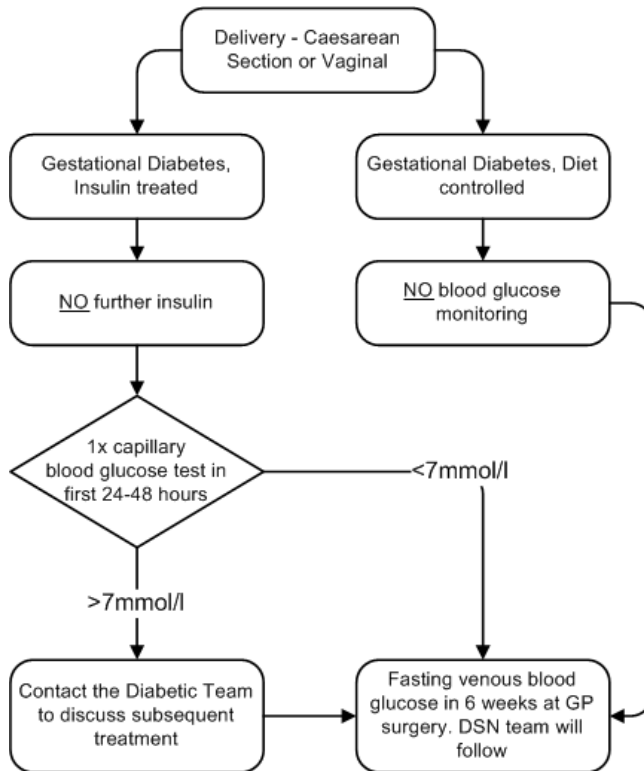 Delivery - Caesarean
Section or Vaginal
Gestational Diabetes,
Insulin treated
Gestational Diabetes, Diet
controlled
NO further insulin
NO blood glucose
monitoring
1x capillary
blood glucose test in
first 24-48 hours
<7mmol/l
>7mmol/l
Contact the Diabetic Team
to discuss subsequent
treatment
Fasting venous blood
glucose in 6 weeks at GP
surgery. DSN team will
follow